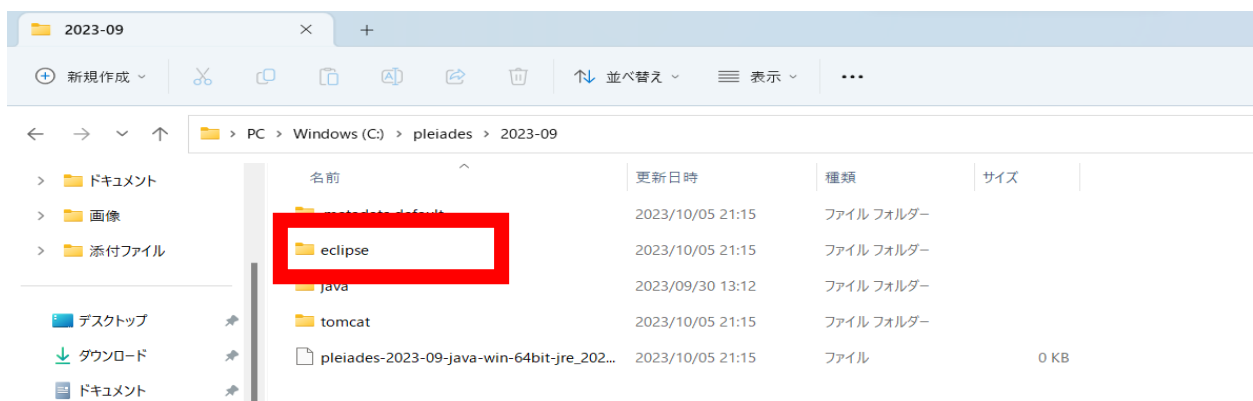 2023-09
新規作成
並べ替え
表示
PC > Windows (C:) > pleiades > 2023-09
名前 更新日時 種類 サイズ
ドキュメント
画像
添付ファイル
デスクトップ
ダウンロード
ドキュメント
.metadata.default 2023/10/05 21:15 ファイル フォルダー
eclipse 2023/10/05 21:15 ファイル フォルダー
java 2023/09/30 13:12 ファイル フォルダー
tomcat 2023/10/05 21:15 ファイル フォルダー
pleiades-2023-09-java-win-64bit-jre_202... 2023/10/05 21:15 ファイル 0 KB